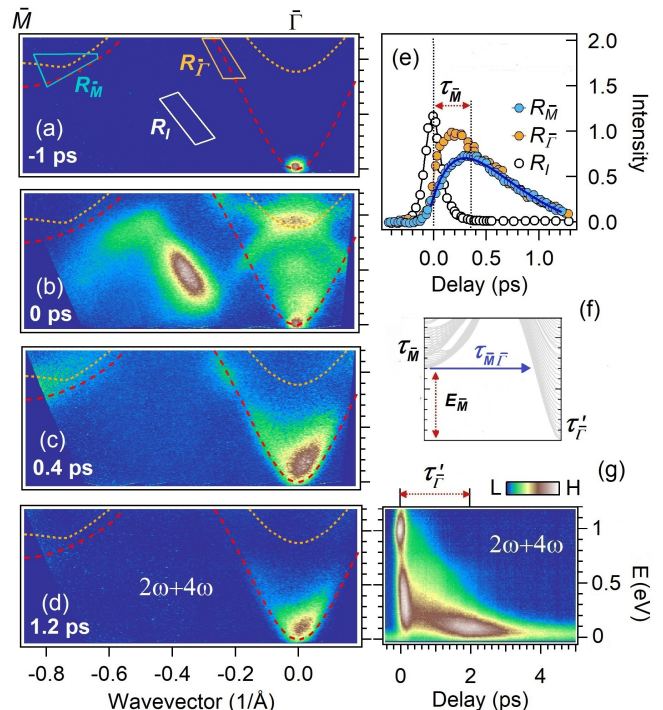 M̄
Γ̄
R_M̄
R_Γ̄
R_I
(a)
-1 ps
(b)
0 ps
(c)
0.4 ps
(d)
1.2 ps
2ω+4ω
-0.8 -0.6 -0.4 -0.2 0.0
Wavevector (1/Å)
(e)
τ_M̄
R_M̄
R_Γ̄
R_I
2.0
1.5
1.0
0.5
0.0
Intensity
0.0 0.5 1.0
Delay (ps)
(f)
τ_M̄
τ_M̄Γ̄
E_M̄
τ_Γ̄'
(g)
τ_Γ̄'
L H
2ω+4ω
1
0.5
0
E(eV)
0 2 4
Delay (ps)